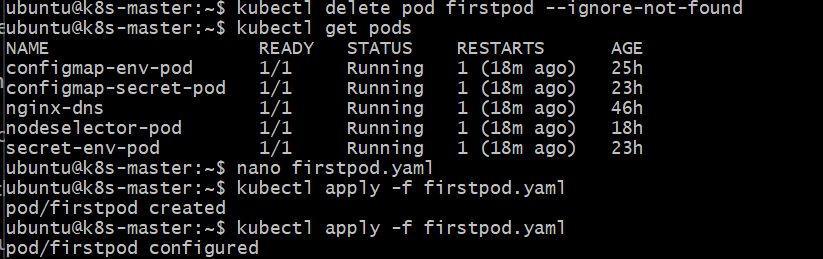 ubuntu@k8s-master:~$ kubectl delete pod firstpod --ignore-not-found
ubuntu@k8s-master:~$ kubectl get pods
NAME READY STATUS RESTARTS AGE
configmap-env-pod 1/1 Running 1 (18m ago) 25h
configmap-secret-pod 1/1 Running 1 (18m ago) 23h
nginx-dns 1/1 Running 1 (18m ago) 46h
nodeselector-pod 1/1 Running 1 (18m ago) 18h
secret-env-pod 1/1 Running 1 (18m ago) 23h
ubuntu@k8s-master:~$ nano firstpod.yaml
ubuntu@k8s-master:~$ kubectl apply -f firstpod.yaml
pod/firstpod created
ubuntu@k8s-master:~$ kubectl apply -f firstpod.yaml
pod/firstpod configured